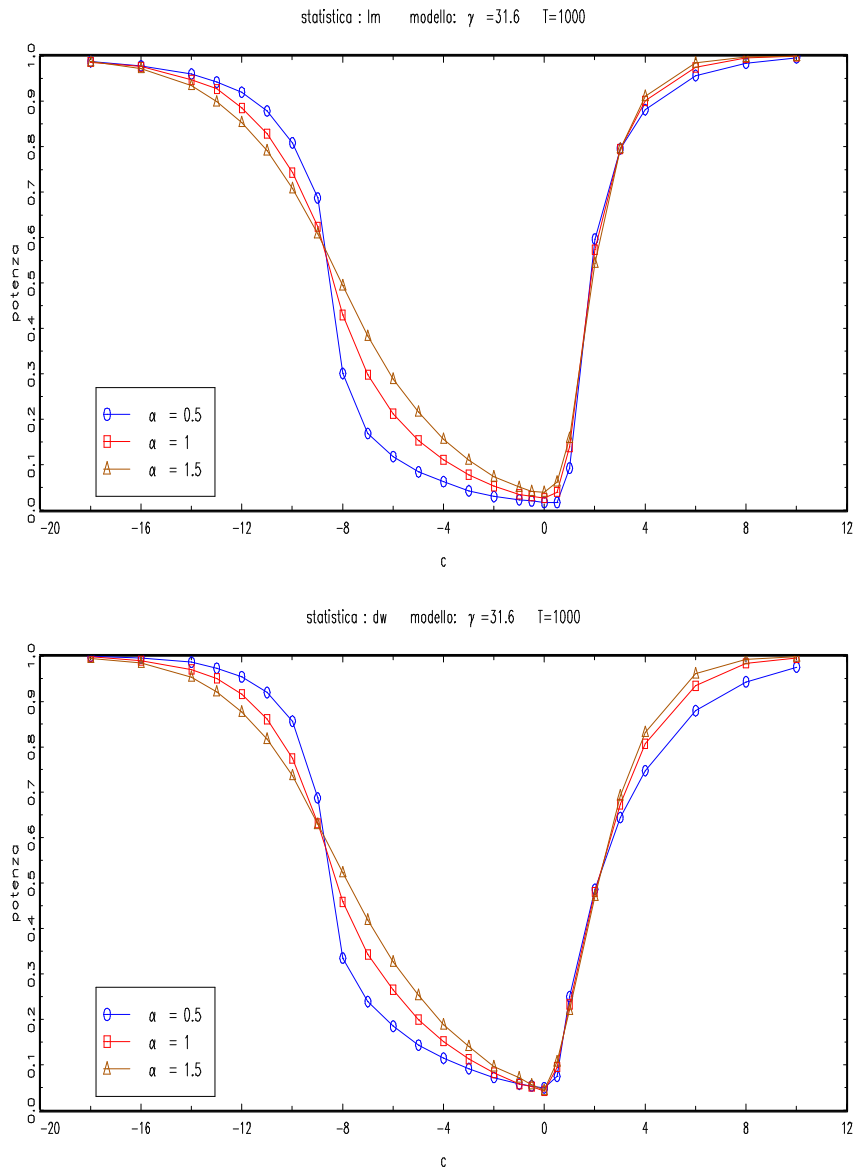 statistica : lm modello: γ =31.6 T=1000
potenza
1.0
0.9
0.8
0.7
0.6
0.5
0.4
0.3
0.2
0.1
0.0
α = 0.5
α = 1
α = 1.5
-20 -16 -12 -8 -4 0 4 8 12
c
statistica : dw modello: γ =31.6 T=1000
potenza
1.0
0.9
0.8
0.7
0.6
0.5
0.4
0.3
0.2
0.1
0.0
α = 0.5
α = 1
α = 1.5
-20 -16 -12 -8 -4 0 4 8 12
c